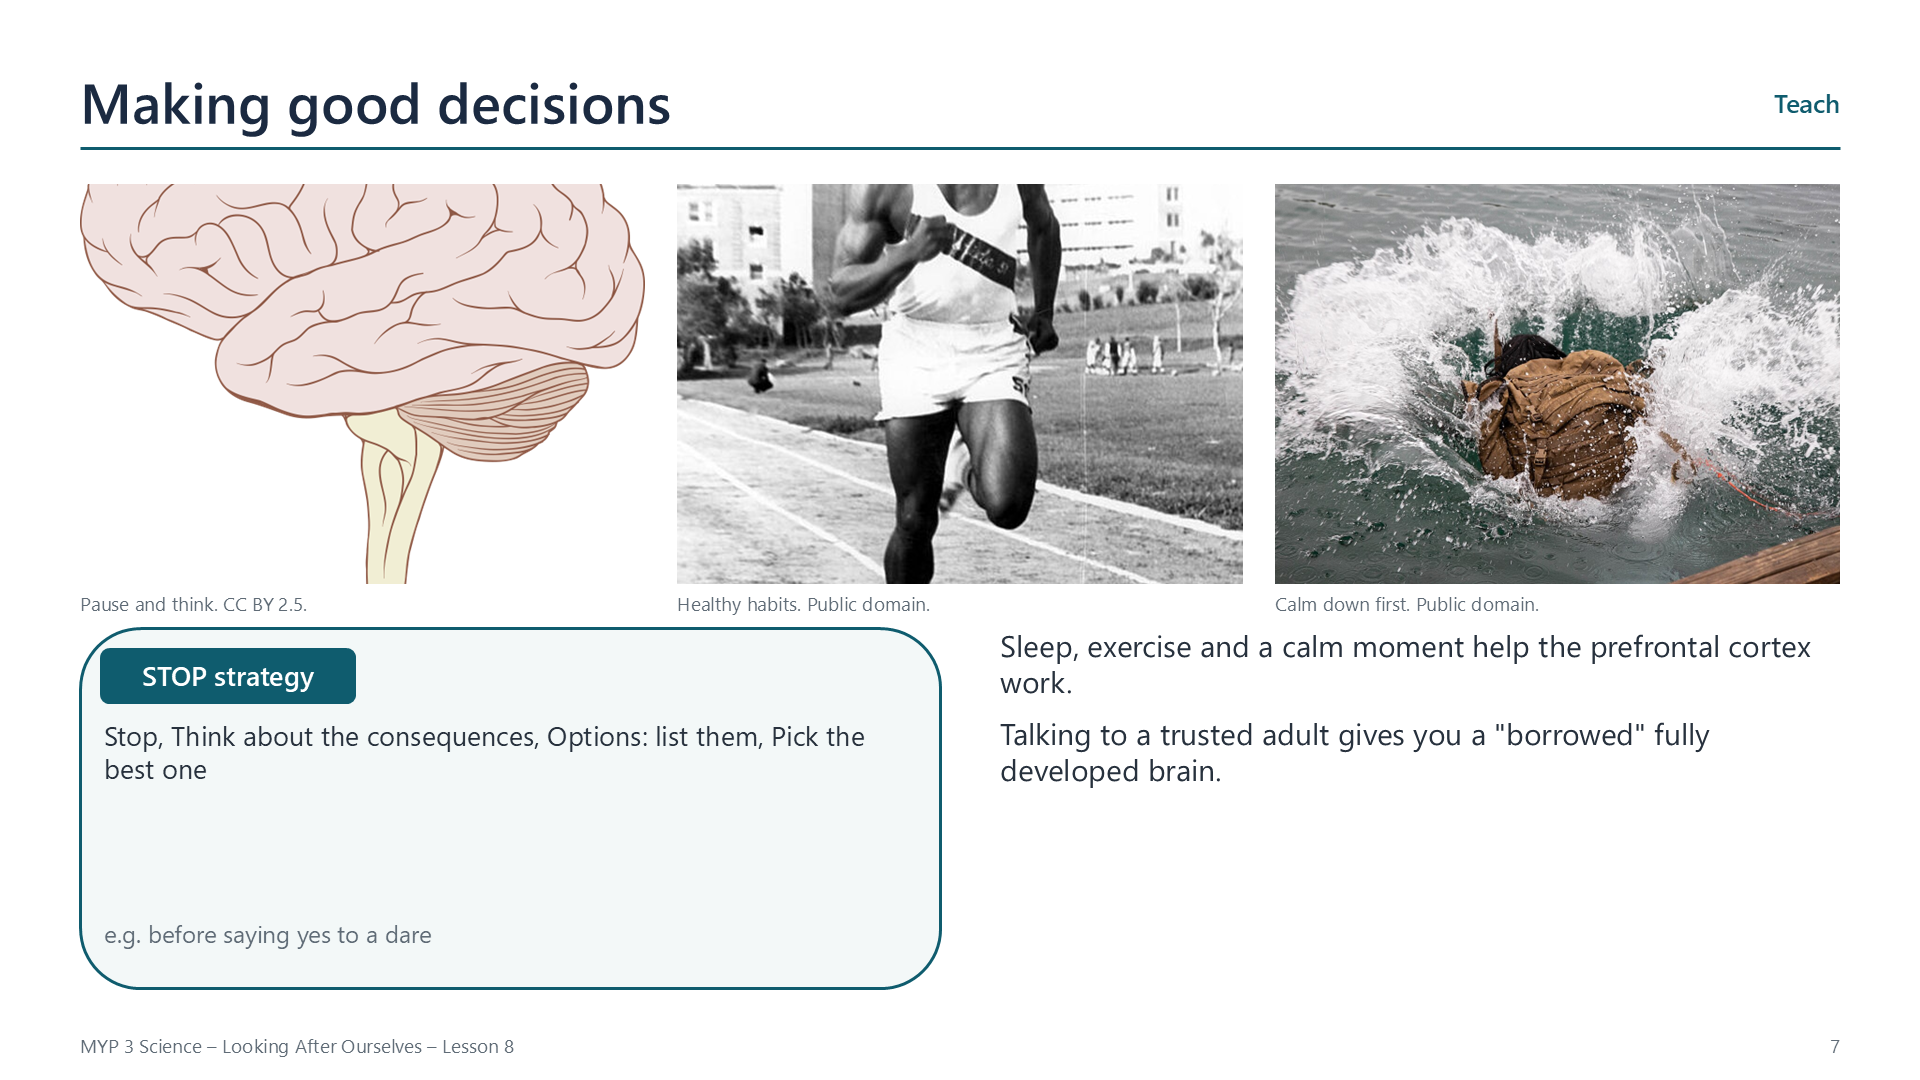 Making good decisions
Teach
Pause and think. CC BY 2.5.
Healthy habits. Public domain.
Calm down first. Public domain.
STOP strategy
Stop, Think about the consequences, Options: list them, Pick the
best one
e.g. before saying yes to a dare
Sleep, exercise and a calm moment help the prefrontal cortex
work.
Talking to a trusted adult gives you a "borrowed" fully
developed brain.
MYP 3 Science – Looking After Ourselves – Lesson 8
7